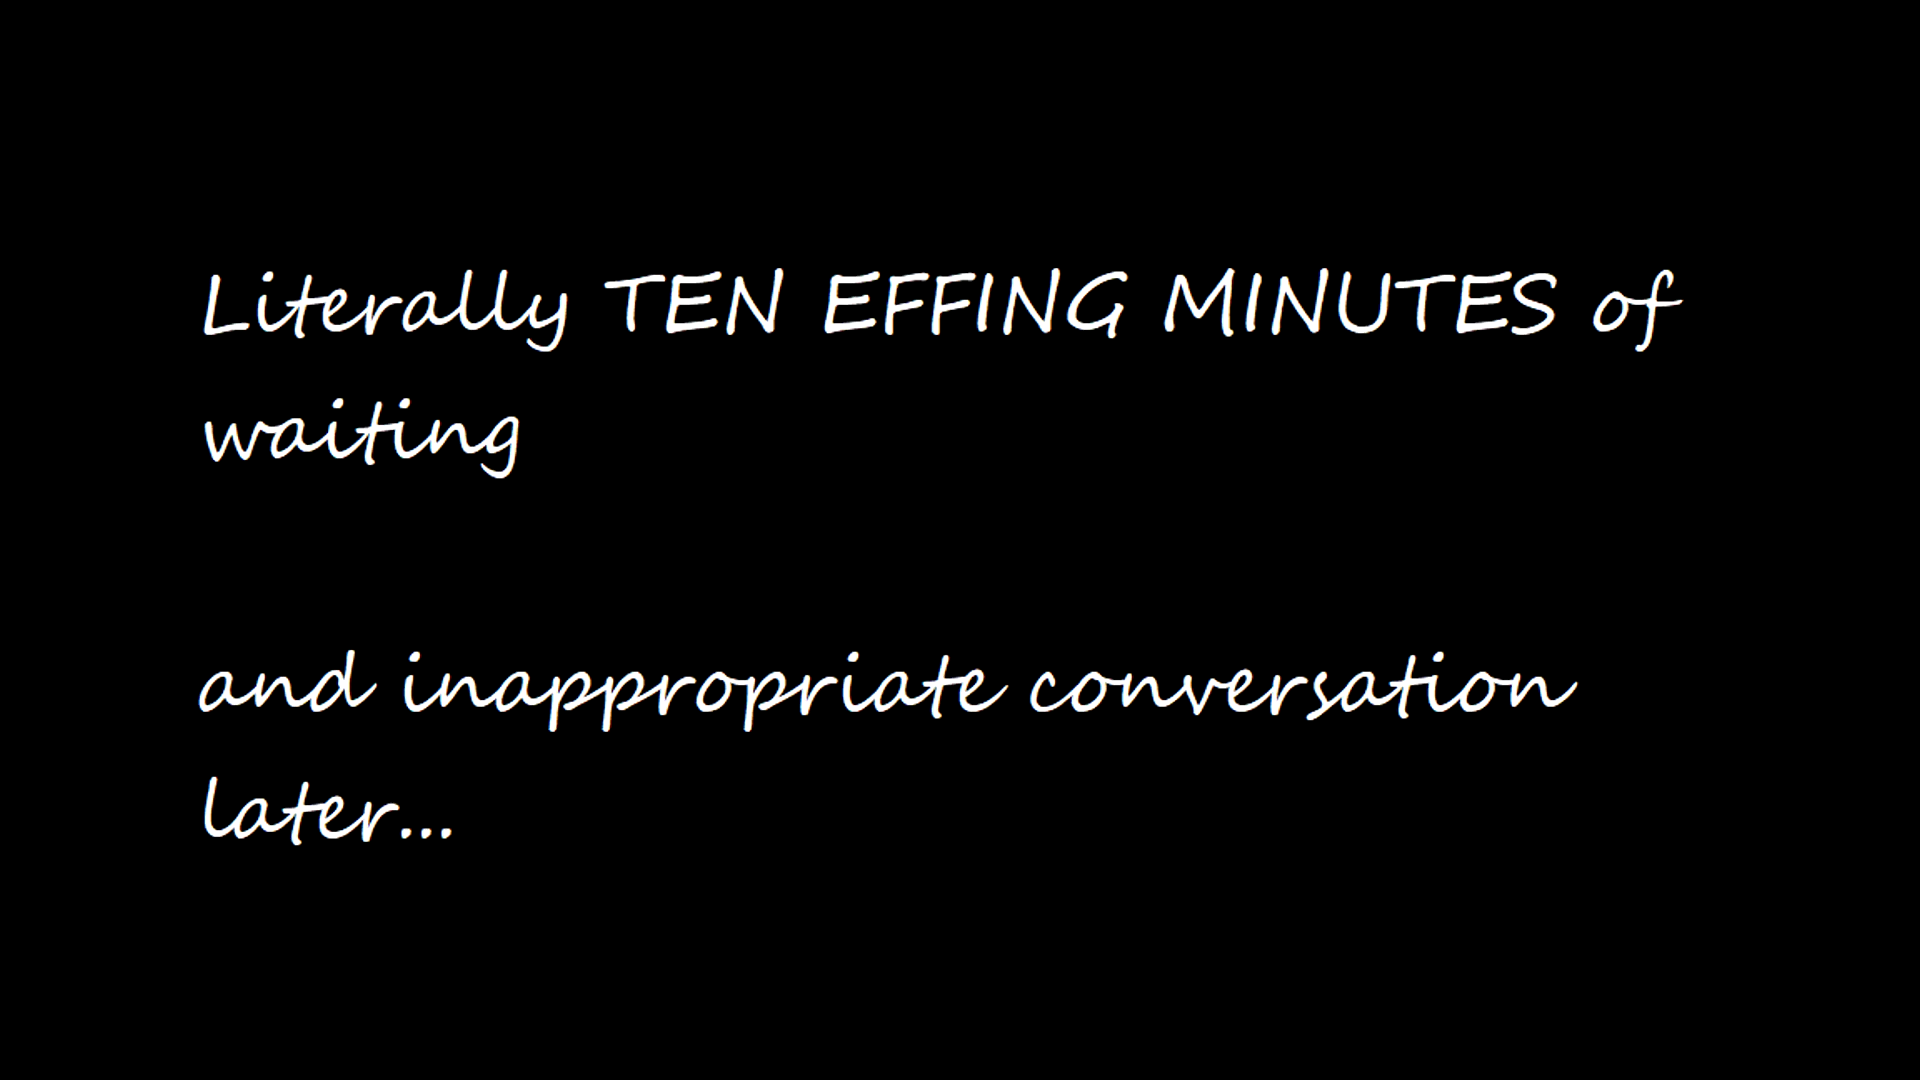 Literally TEN EFFING MINUTES of
waiting
and inappropriate conversation
later...